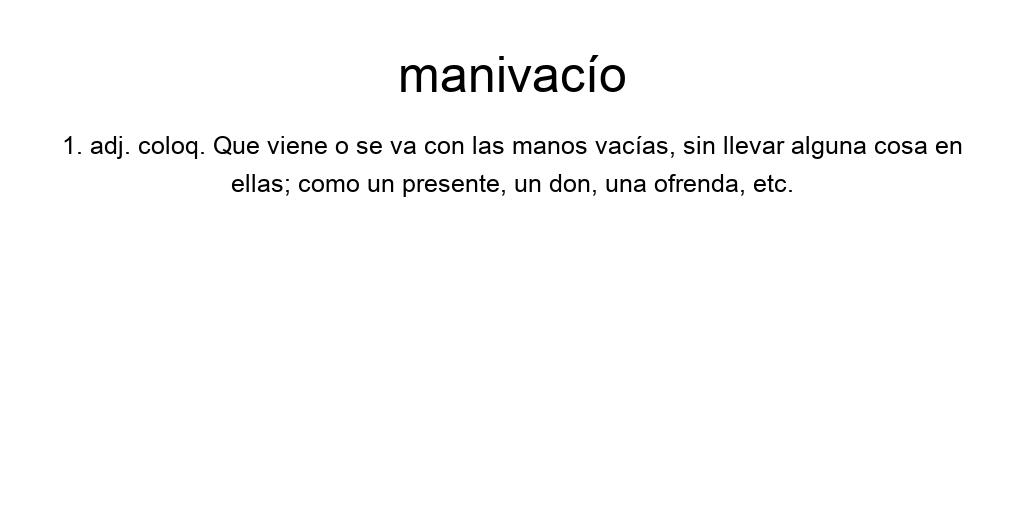 manivacío
1. adj. coloq. Que viene o se va con las manos vacías, sin llevar alguna cosa en
ellas; como un presente, un don, una ofrenda, etc.